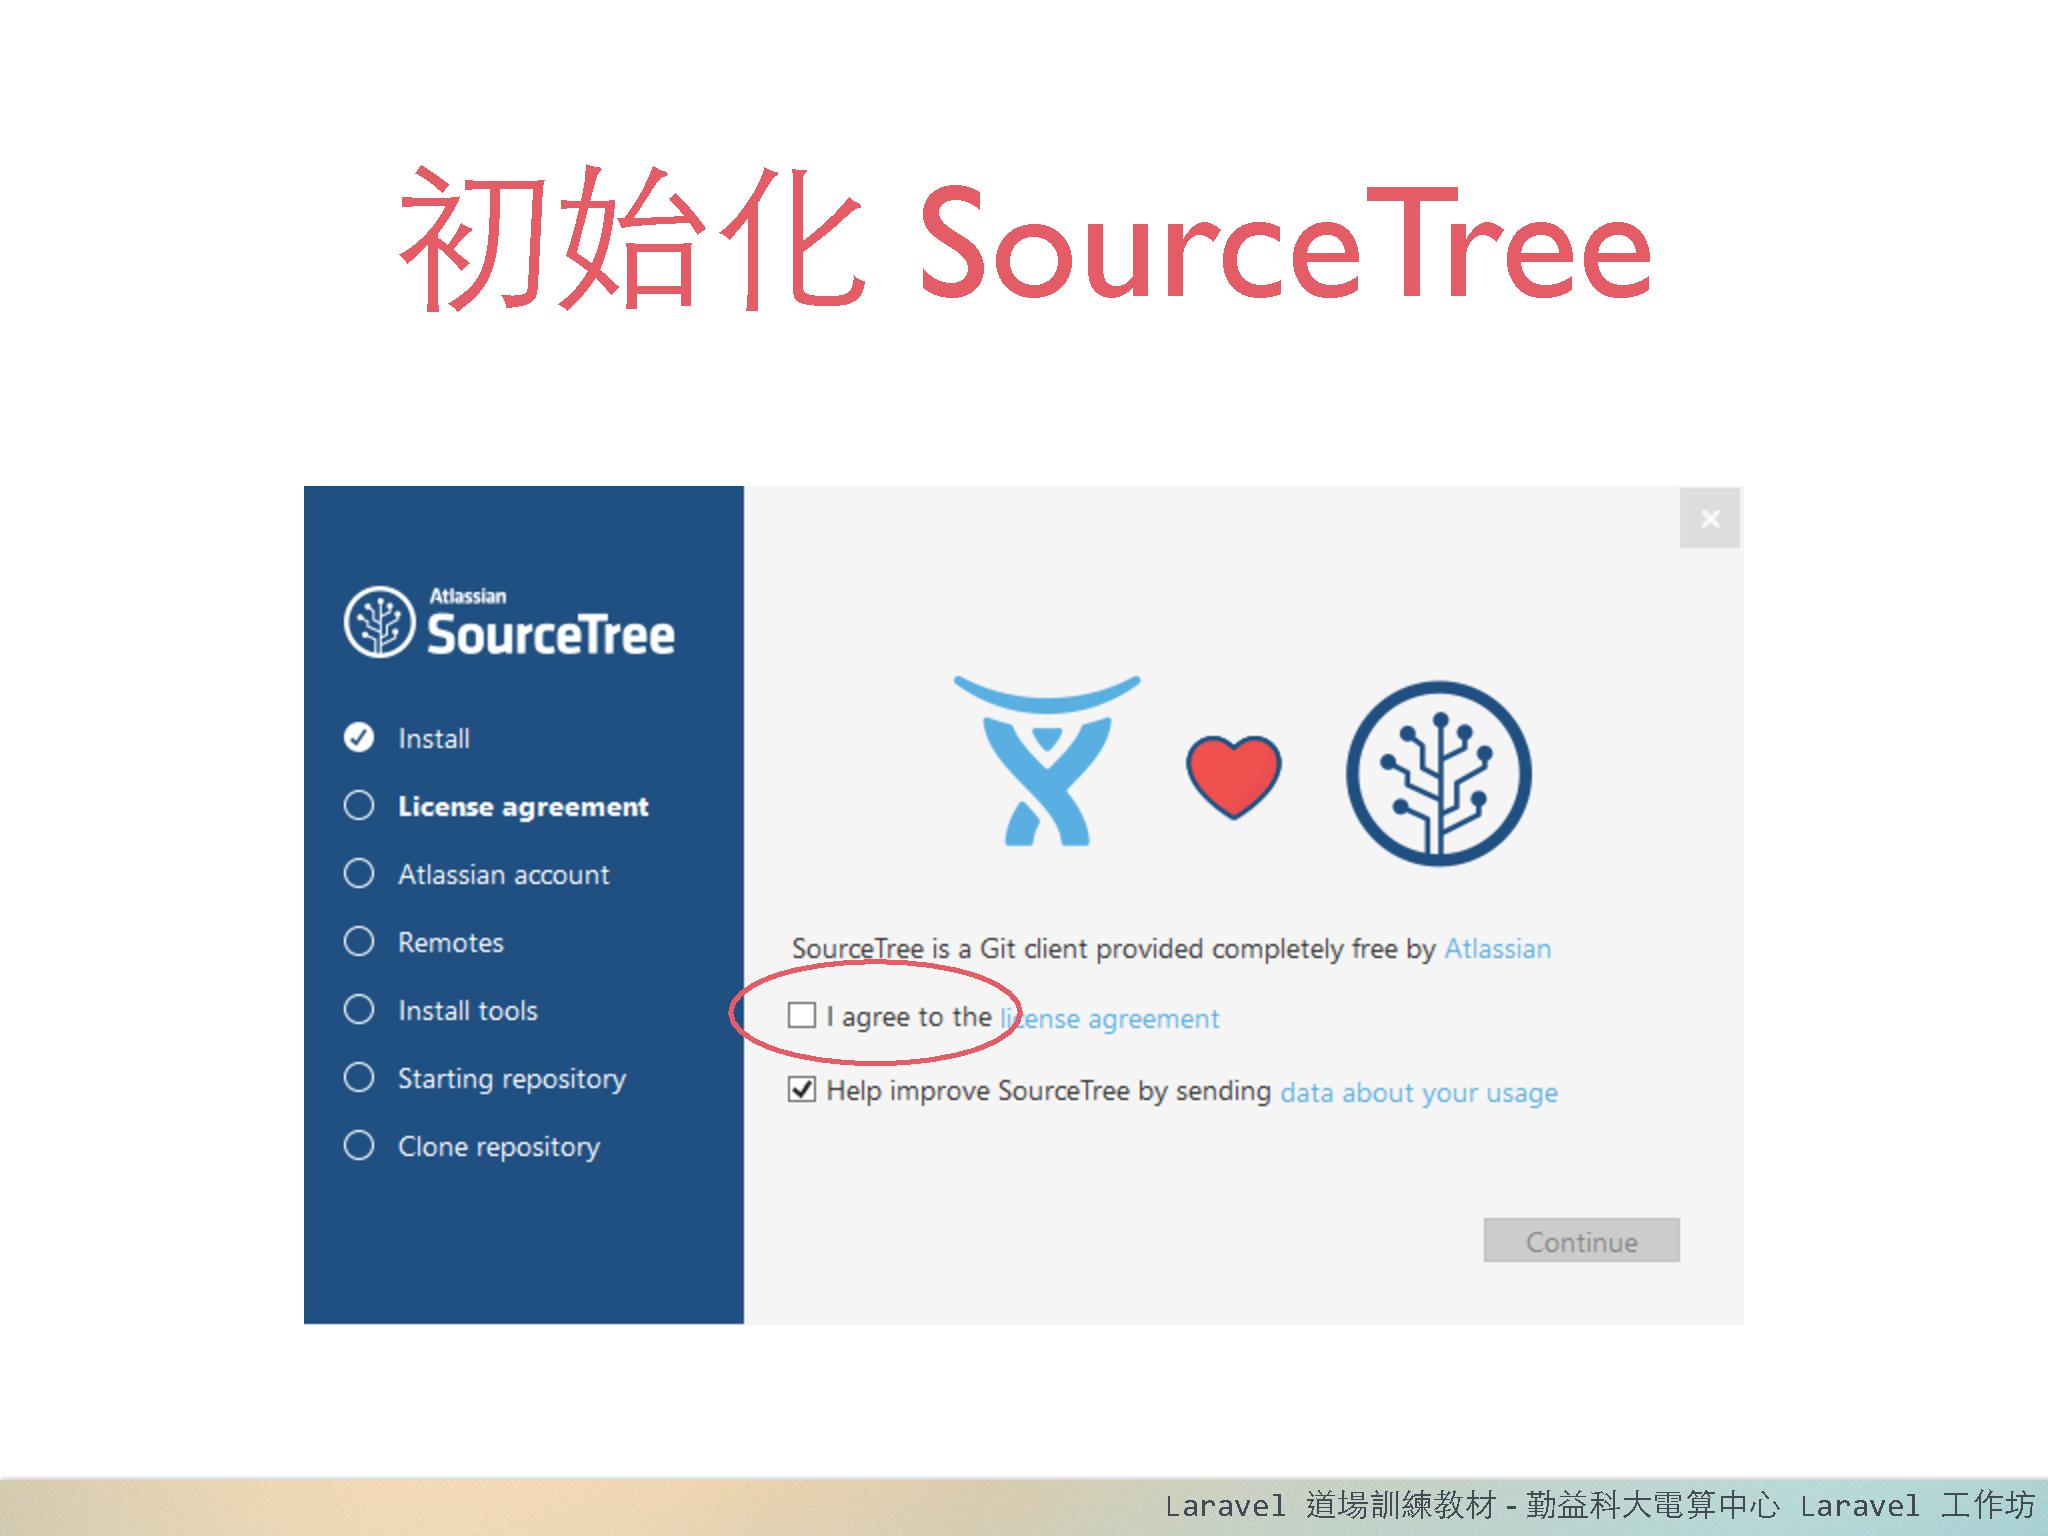 初始化 SourceTree
Atlassian
SourceTree
Install
License agreement
Atlassian account
Remotes
Install tools
Starting repository
Clone repository
SourceTree is a Git client provided completely free by Atlassian
I agree to the license agreement
Help improve SourceTree by sending data about your usage
Continue
Laravel 道場訓練教材 - 勤益科大電算中心 Laravel 工作坊